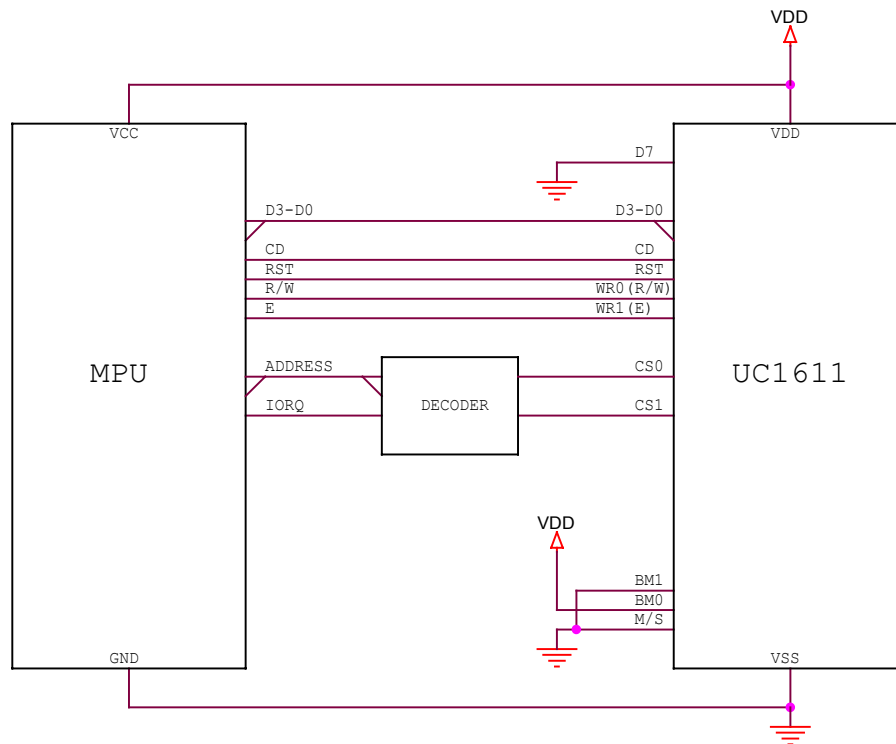 VDD
VCC
VDD
D7
D3-D0
D3-D0
CD
CD
RST
RST
R/W
WR0(R/W)
E
WR1(E)
ADDRESS
CS0
MPU
UC1611
IORQ
DECODER
CS1
VDD
BM1
BM0
M/S
GND
VSS